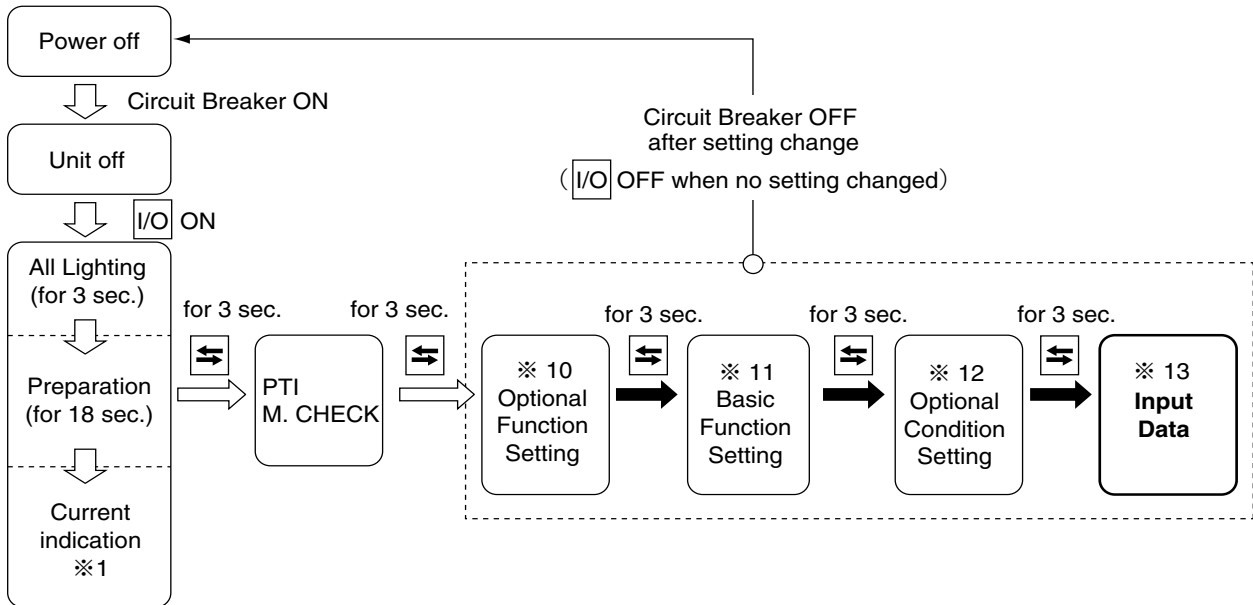 Power off
Circuit Breaker ON
Unit off
I/O ON
All Lighting
(for 3 sec.)
Preparation
(for 18 sec.)
Current
indication
※1
for 3 sec.
PTI
M. CHECK
for 3 sec.
Circuit Breaker OFF
after setting change
( I/O OFF when no setting changed)
※ 10
Optional
Function
Setting
for 3 sec.
※ 11
Basic
Function
Setting
for 3 sec.
※ 12
Optional
Condition
Setting
for 3 sec.
※ 13
Input
Data